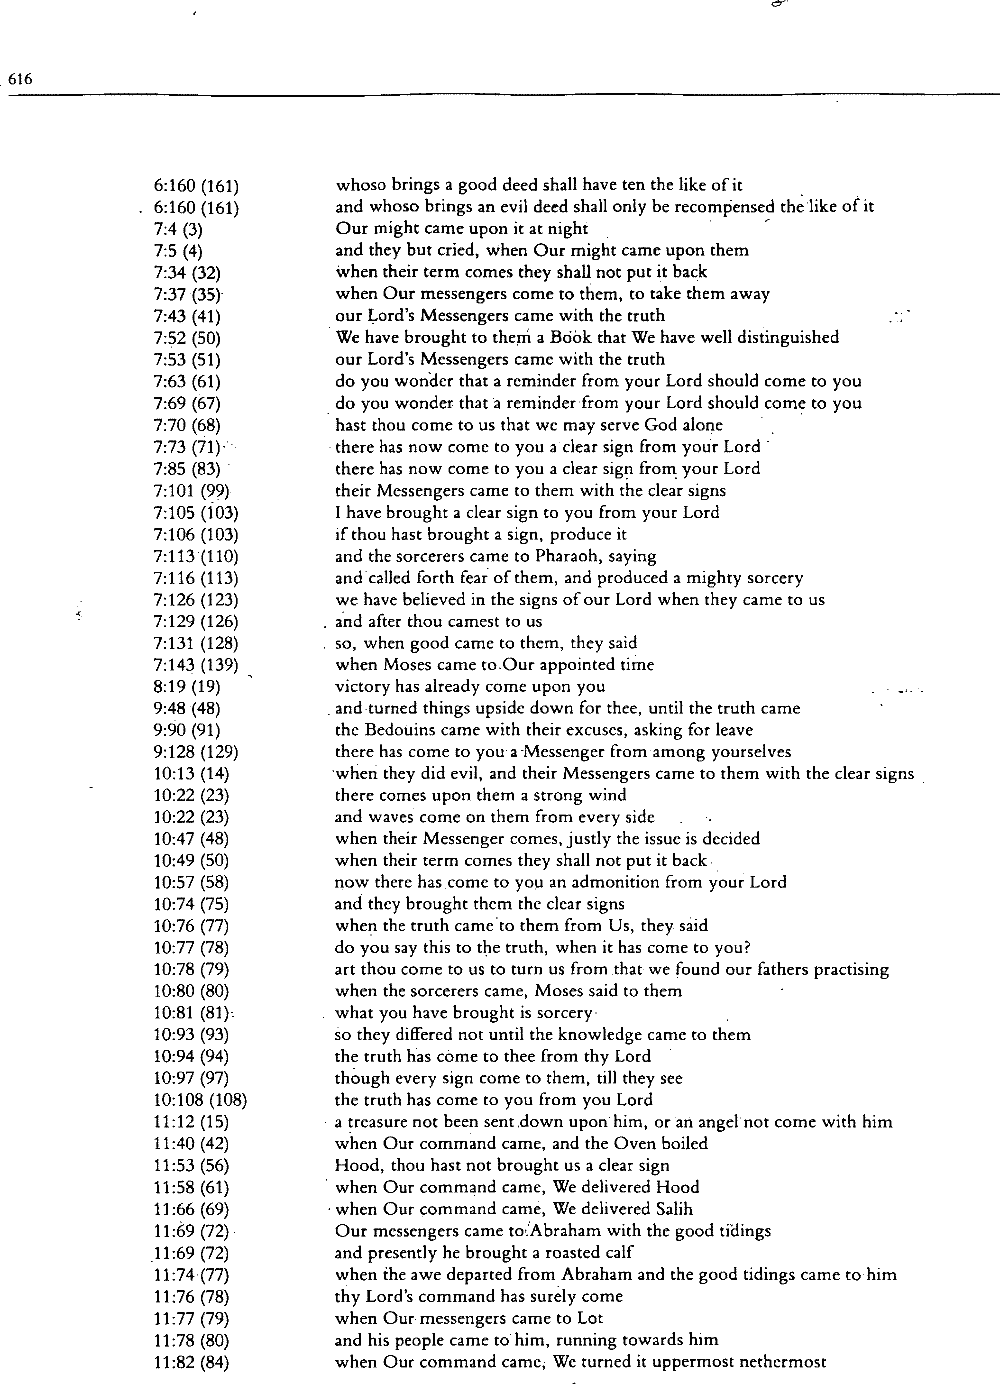 616
6:160 (161) whoso brings a good deed shall have ten the like of it
6:160 (161) and whoso brings an evil deed shall only be recompensed the like of it
7:4 (3) Our might came upon it at night
7:5 (4) and they but cried, when Our might came upon them
7:34 (32) when their term comes they shall not put it back
7:37 (35) when Our messengers come to them, to take them away
7:43 (41) our Lord's Messengers came with the truth
7:52 (50) We have brought to them a Book that We have well distinguished
7:53 (51) our Lord's Messengers came with the truth
7:63 (61) do you wonder that a reminder from your Lord should come to you
7:69 (67) do you wonder that a reminder from your Lord should come to you
7:70 (68) hast thou come to us that we may serve God alone
7:73 (71) there has now come to you a clear sign from your Lord
7:85 (83) there has now come to you a clear sign from your Lord
7:101 (99) their Messengers came to them with the clear signs
7:105 (103) I have brought a clear sign to you from your Lord
7:106 (103) if thou hast brought a sign, produce it
7:113 (110) and the sorcerers came to Pharaoh, saying
7:116 (113) and called forth fear of them, and produced a mighty sorcery
7:126 (123) we have believed in the signs of our Lord when they came to us
7:129 (126) and after thou camest to us
7:131 (128) so, when good came to them, they said
7:143 (139) when Moses came to Our appointed time
8:19 (19) victory has already come upon you
9:48 (48) and turned things upside down for thee, until the truth came
9:90 (91) the Bedouins came with their excuses, asking for leave
9:128 (129) there has come to you a Messenger from among yourselves
10:13 (14) when they did evil, and their Messengers came to them with the clear signs
10:22 (23) there comes upon them a strong wind
10:22 (23) and waves come on them from every side
10:47 (48) when their Messenger comes, justly the issue is decided
10:49 (50) when their term comes they shall not put it back
10:57 (58) now there has come to you an admonition from your Lord
10:74 (75) and they brought them the clear signs
10:76 (77) when the truth came to them from Us, they said
10:77 (78) do you say this to the truth, when it has come to you?
10:78 (79) art thou come to us to turn us from that we found our fathers practising
10:80 (80) when the sorcerers came, Moses said to them
10:81 (81) what you have brought is sorcery
10:93 (93) so they differed not until the knowledge came to them
10:94 (94) the truth has come to thee from thy Lord
10:97 (97) though every sign come to them, till they see
10:108 (108) the truth has come to you from you Lord
11:12 (15) a treasure not been sent down upon him, or an angel not come with him
11:40 (42) when Our command came, and the Oven boiled
11:53 (56) Hood, thou hast not brought us a clear sign
11:58 (61) when Our command came, We delivered Hood
11:66 (69) when Our command came, We delivered Salih
11:69 (72) Our messengers came to Abraham with the good tidings
11:69 (72) and presently he brought a roasted calf
11:74 (77) when the awe departed from Abraham and the good tidings came to him
11:76 (78) thy Lord's command has surely come
11:77 (79) when Our messengers came to Lot
11:78 (80) and his people came to him, running towards him
11:82 (84) when Our command came, We turned it uppermost nethermost